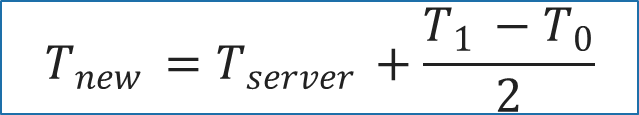 T_new = T_server + (T_1 − T_0)/2